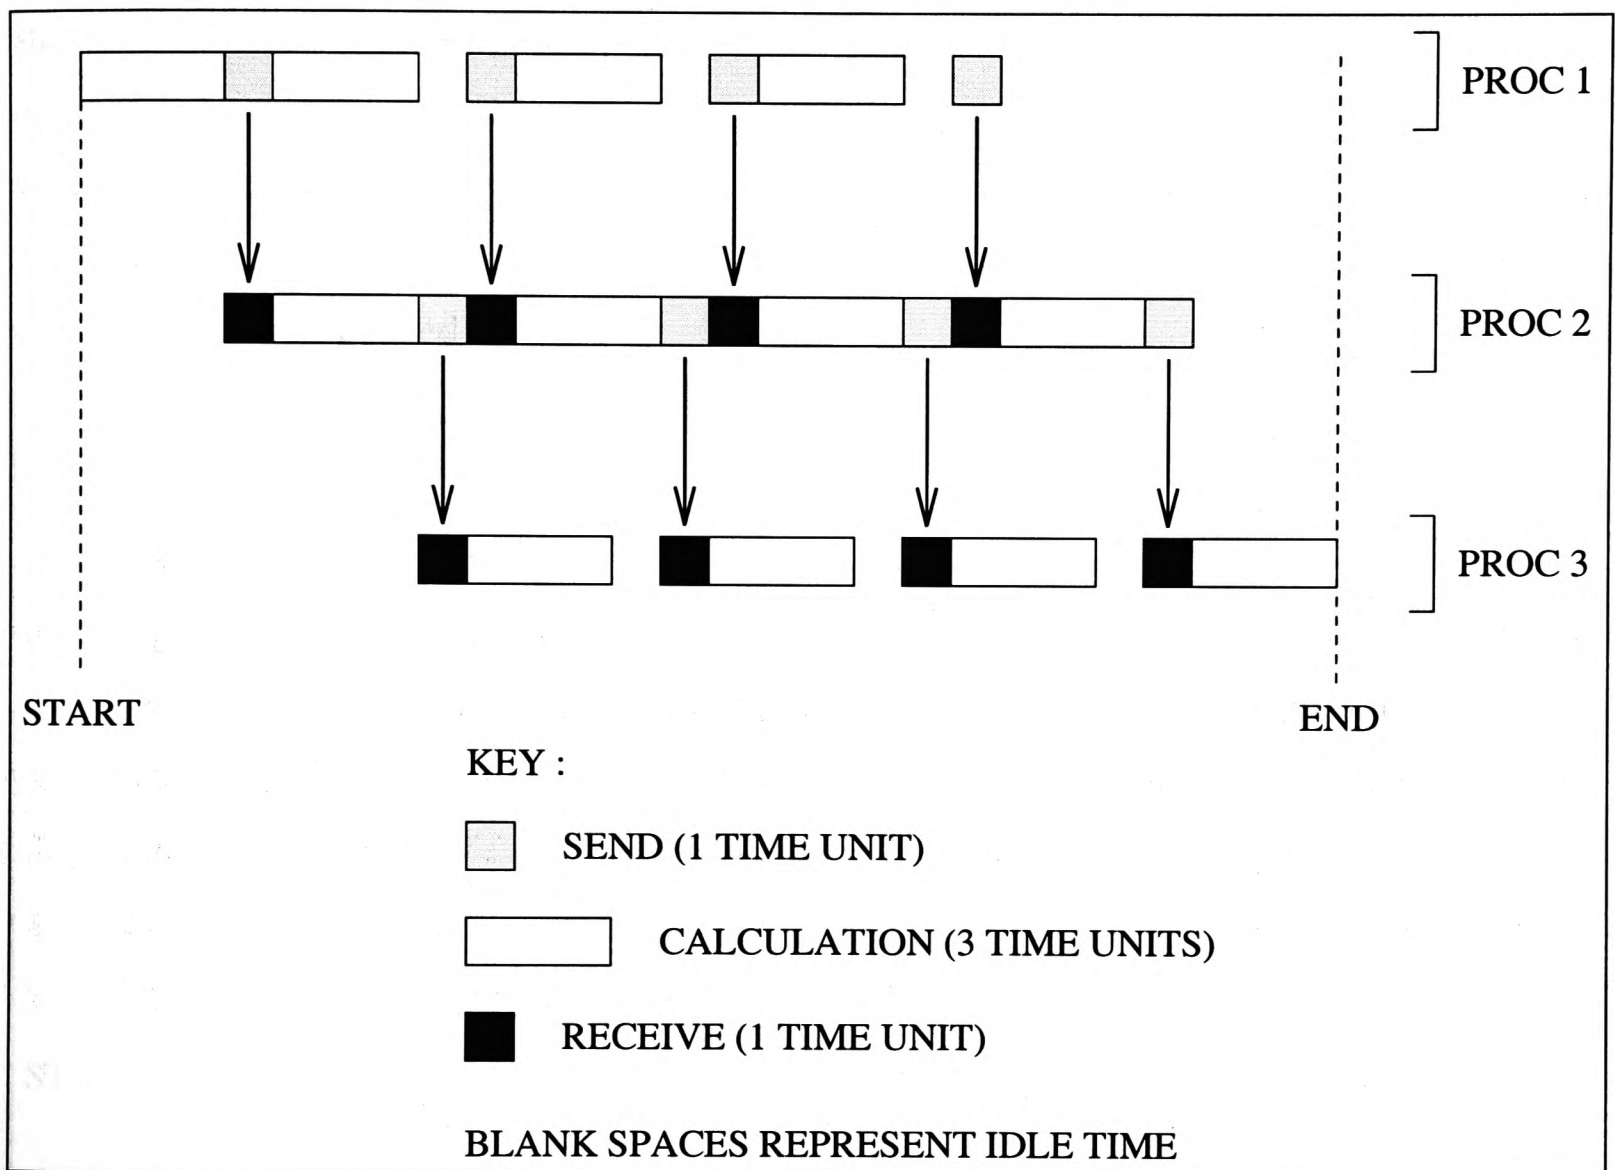 PROC 1
PROC 2
PROC 3
START
END
KEY :
SEND (1 TIME UNIT)
CALCULATION (3 TIME UNITS)
RECEIVE (1 TIME UNIT)
BLANK SPACES REPRESENT IDLE TIME